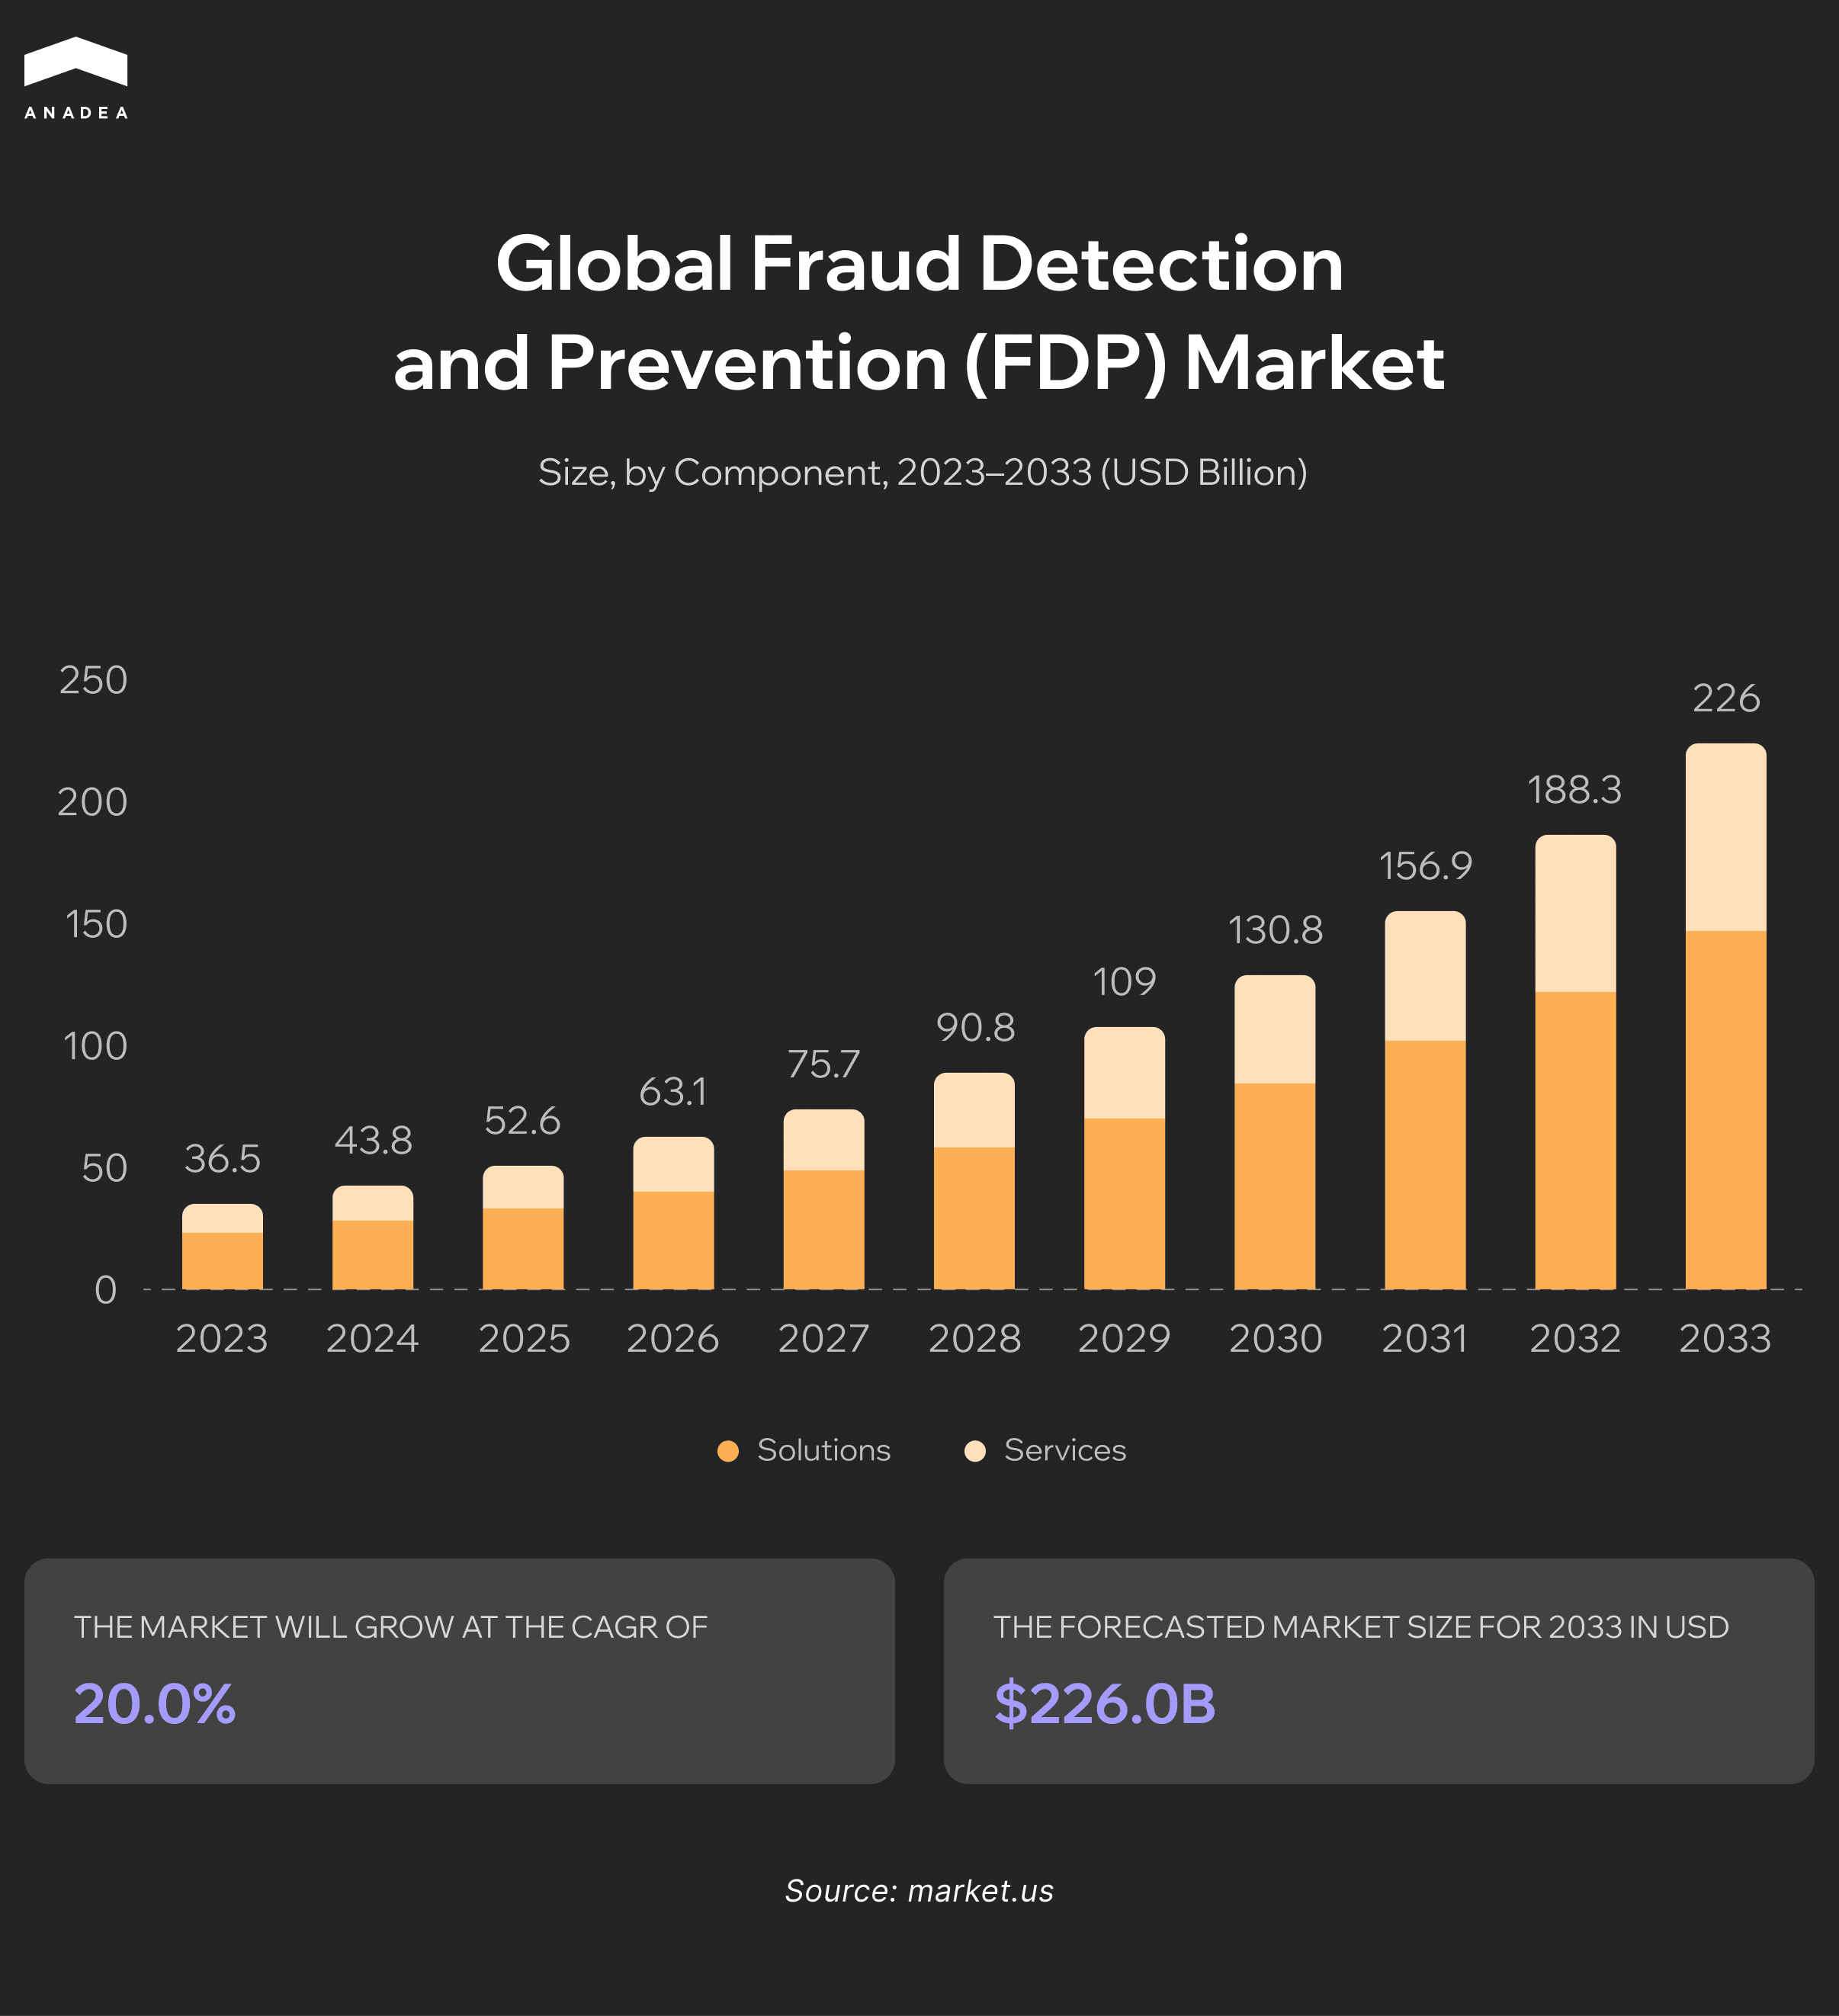 ANADEA
Global Fraud Detection
and Prevention (FDP) Market
Size, by Component, 2023–2033 (USD Billion)
250
200
150
100
50
0
36.5
43.8
52.6
63.1
75.7
90.8
109
130.8
156.9
188.3
226
2023 2024 2025 2026 2027 2028 2029 2030 2031 2032 2033
Solutions Services
THE MARKET WILL GROW AT THE CAGR OF
20.0%
THE FORECASTED MARKET SIZE FOR 2033 IN USD
$226.0B
Source: market.us